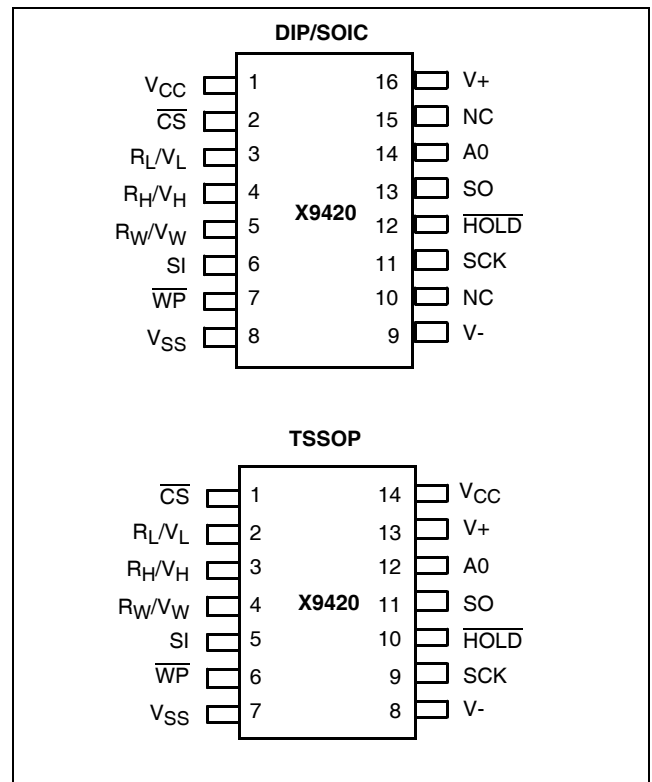 DIP/SOIC
VCC 1 16 V+
CS 2 15 NC
RL/VL 3 14 A0
RH/VH 4 13 SO
X9420
RW/VW 5 12 HOLD
SI 6 11 SCK
WP 7 10 NC
VSS 8 9 V-
TSSOP
CS 1 14 VCC
RL/VL 2 13 V+
RH/VH 3 12 A0
RW/VW 4 X9420 11 SO
SI 5 10 HOLD
WP 6 9 SCK
VSS 7 8 V-